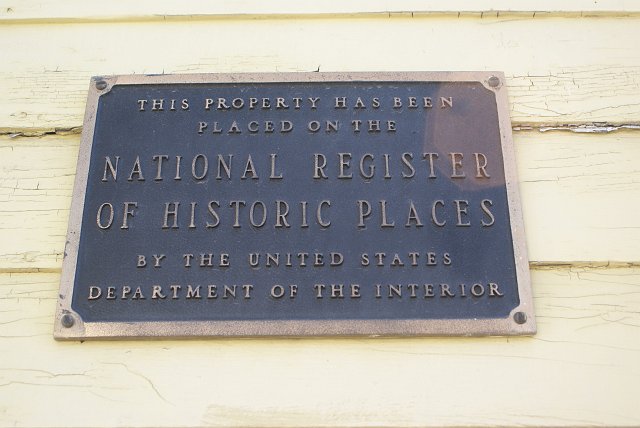 THIS PROPERTY HAS BEEN
PLACED ON THE
NATIONAL REGISTER
OF HISTORIC PLACES
BY THE UNITED STATES
DEPARTMENT OF THE INTERIOR